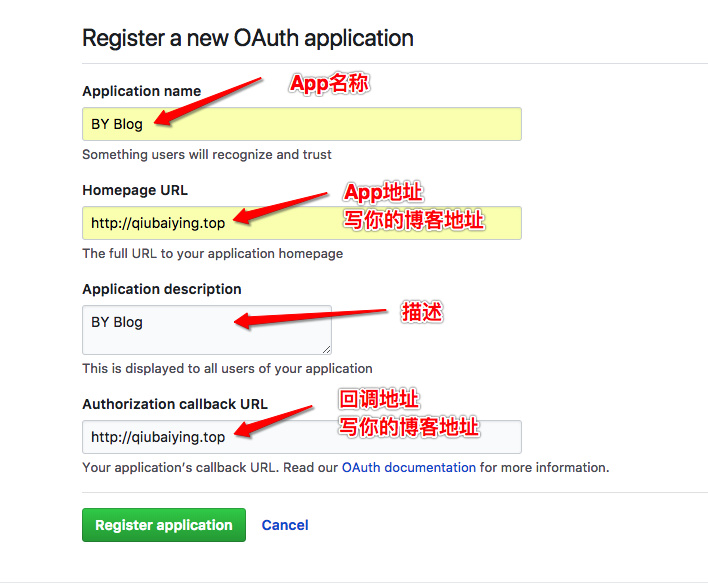 Register a new OAuth application
Application name
App名称
BY Blog
Something users will recognize and trust
Homepage URL
App地址
写你的博客地址
http://qiubaiying.top
The full URL to your application homepage
Application description
BY Blog
描述
This is displayed to all users of your application
Authorization callback URL
回调地址
写你的博客地址
http://qiubaiying.top
Your application's callback URL. Read our OAuth documentation for more information.
Register application
Cancel